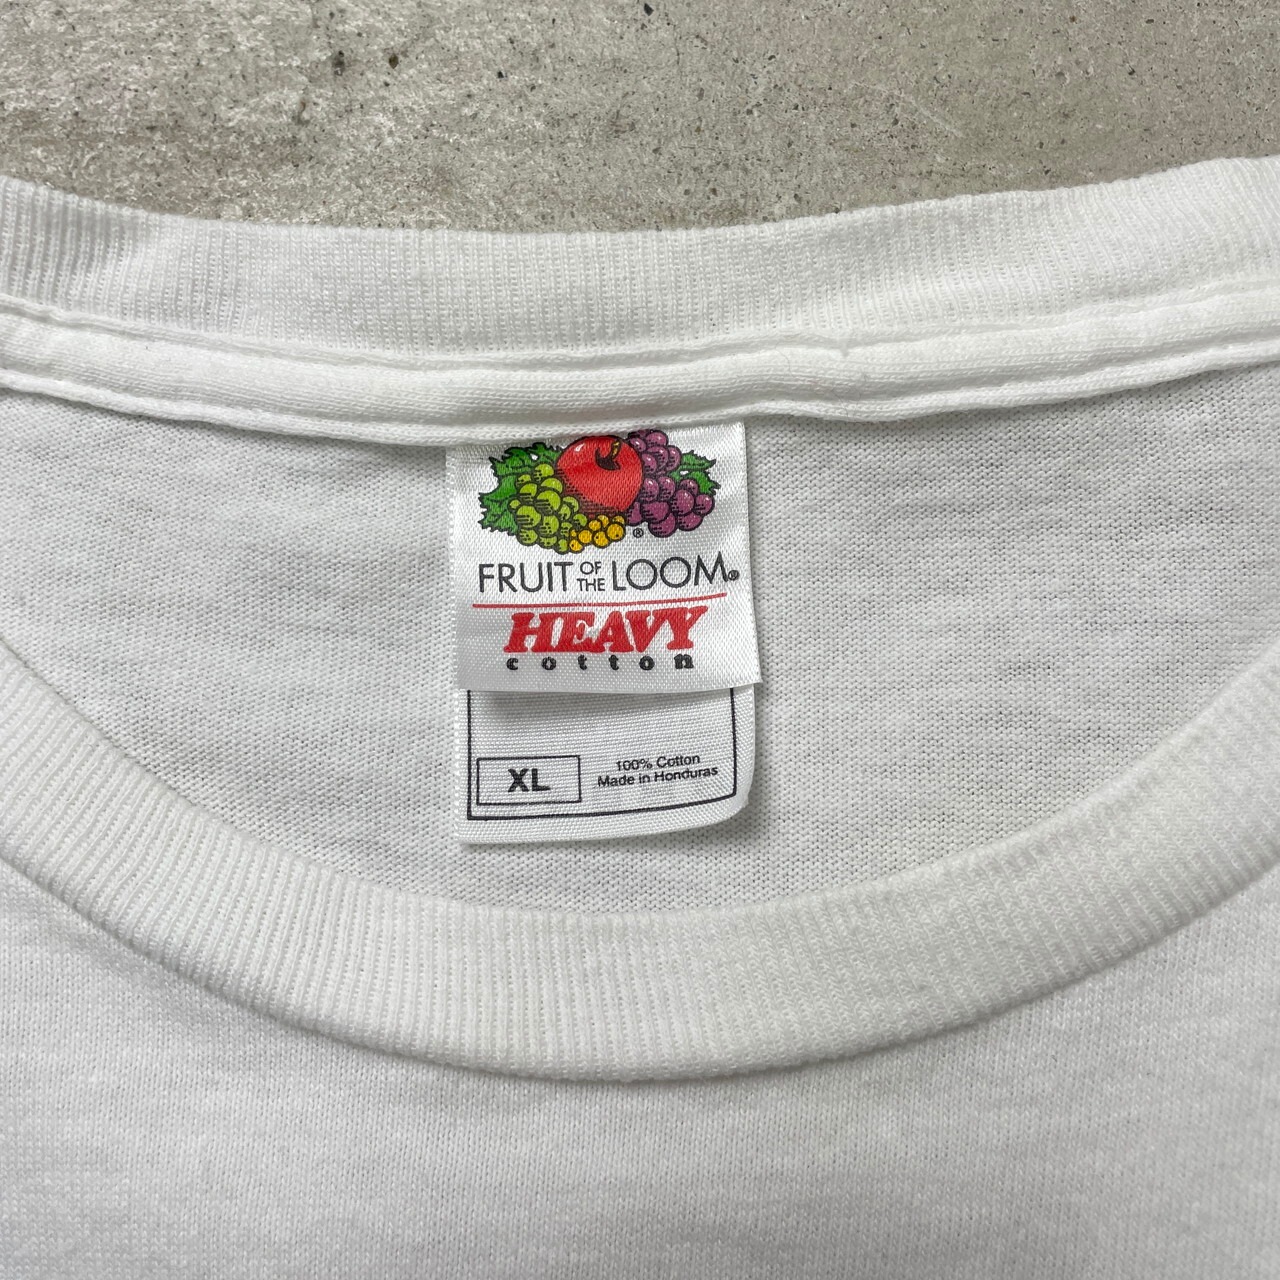 ®
FRUIT OF THE LOOM®
HEAVY
cotton
XL
100% Cotton
Made in Honduras